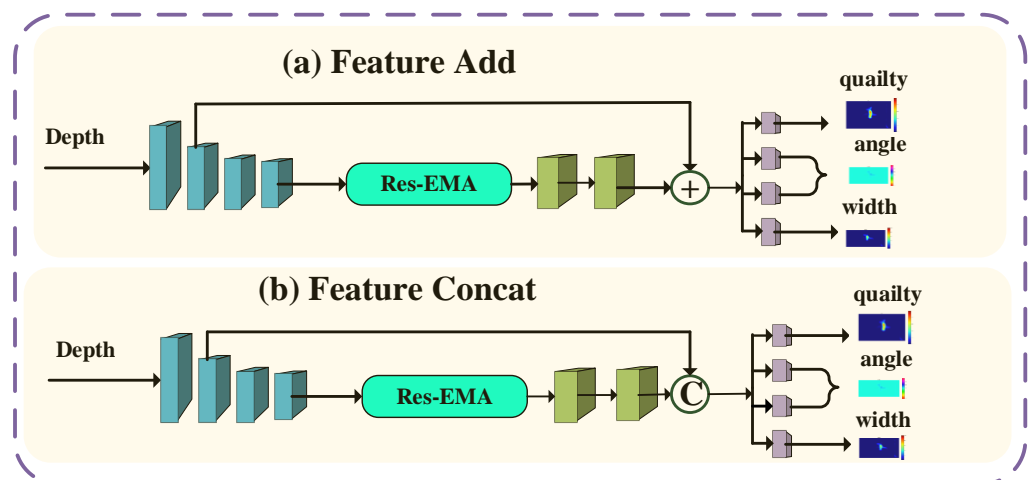 (a) Feature Add
Depth
Res-EMA
+
quailty
angle
width
(b) Feature Concat
Depth
Res-EMA
C
quailty
angle
width